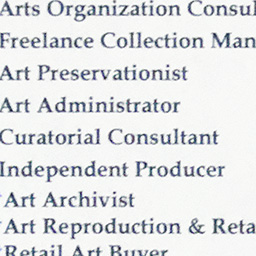 Arts Organization Consul
Freelance Collection Man
Art Preservationist
Art Administrator
Curatorial Consultant
Independent Producer
Art Archivist
Art Reproduction & Reta
Retail Art Buyer